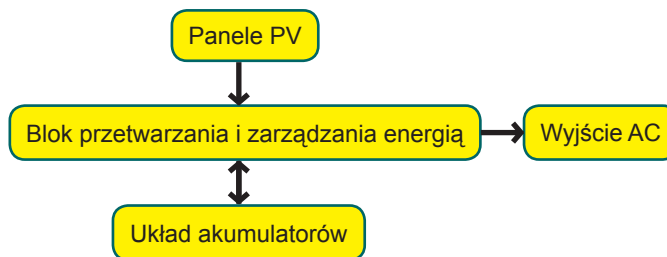 Panele PV
Blok przetwarzania i zarządzania energią
Wyjście AC
Układ akumulatorów